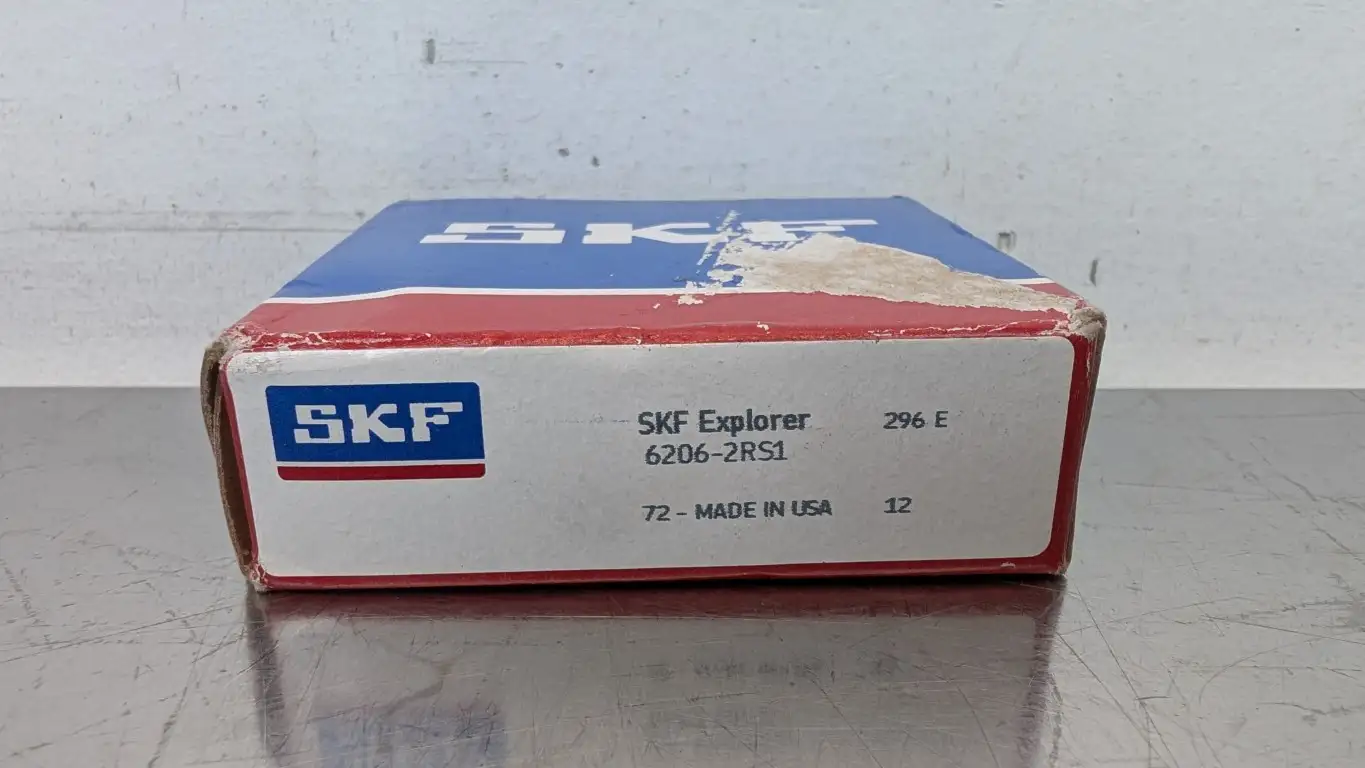 SKF
SKF
SKF Explorer 296 E
6206-2RS1
72 - MADE IN USA 12